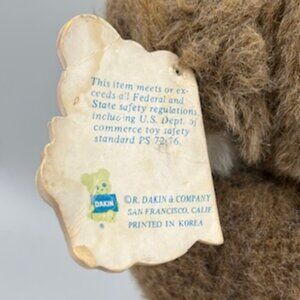 This item meets or ex-
ceeds all Federal and
State safety regulations
including U.S. Dept. of
commerce toy safety
standard PS 72/76.
DAKIN
©R. DAKIN & COMPANY
SAN FRANCISCO, CALIF.
PRINTED IN KOREA